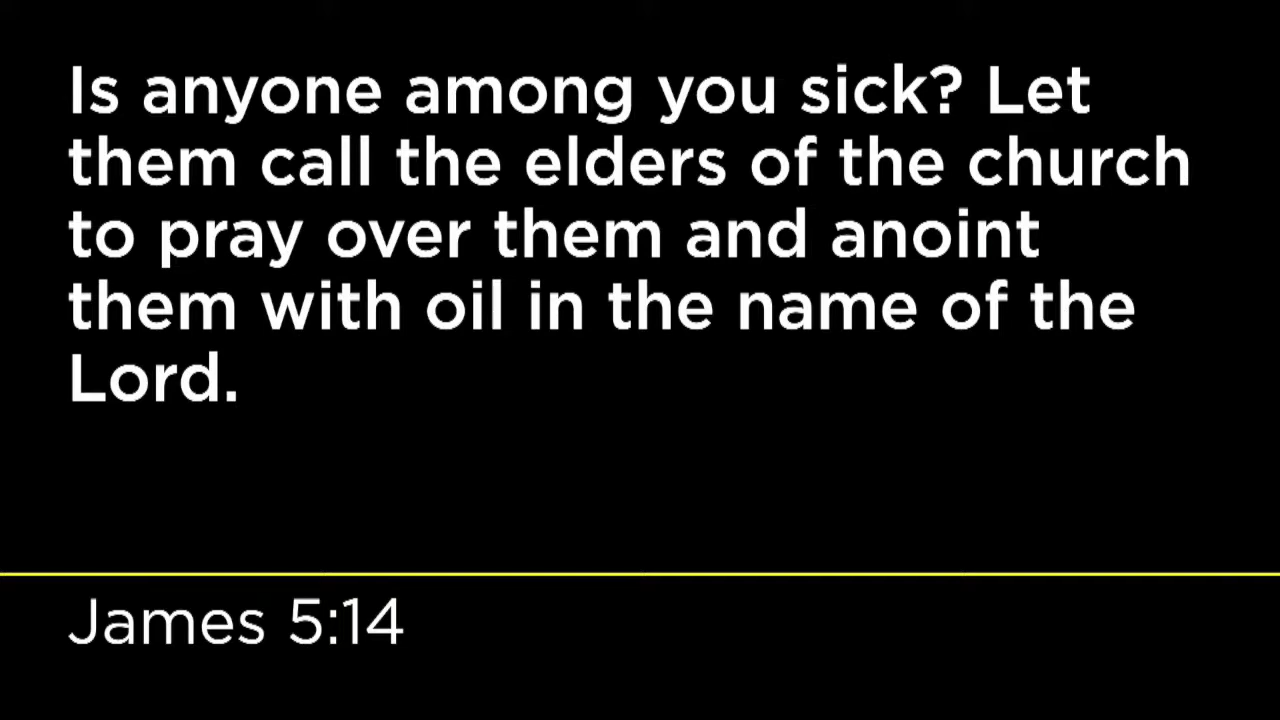 Is anyone among you sick? Let
them call the elders of the church
to pray over them and anoint
them with oil in the name of the
Lord.
James 5:14